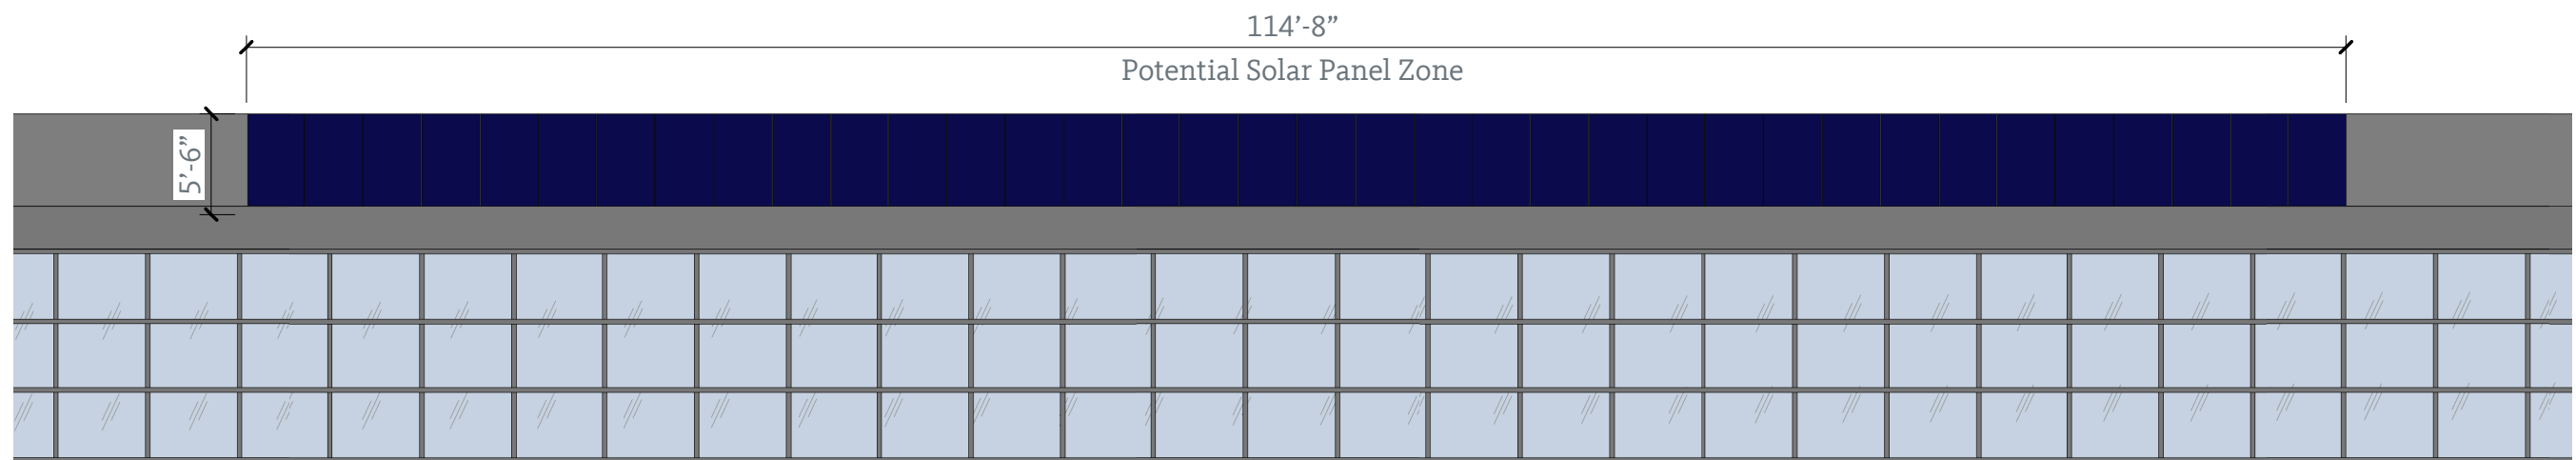 114’-8”
Potential Solar Panel Zone
5’-6”